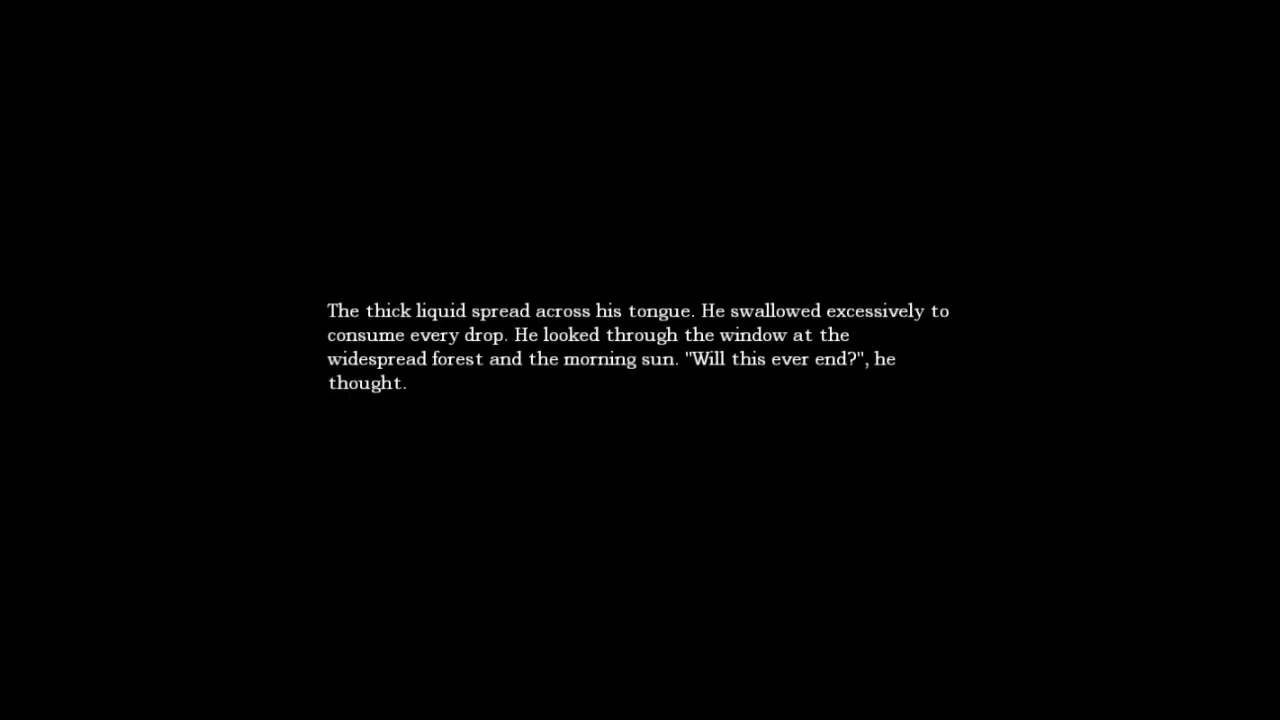 The thick liquid spread across his tongue. He swallowed excessively to
consume every drop. He looked through the window at the
widespread forest and the morning sun. "Will this ever end?", he
thought.